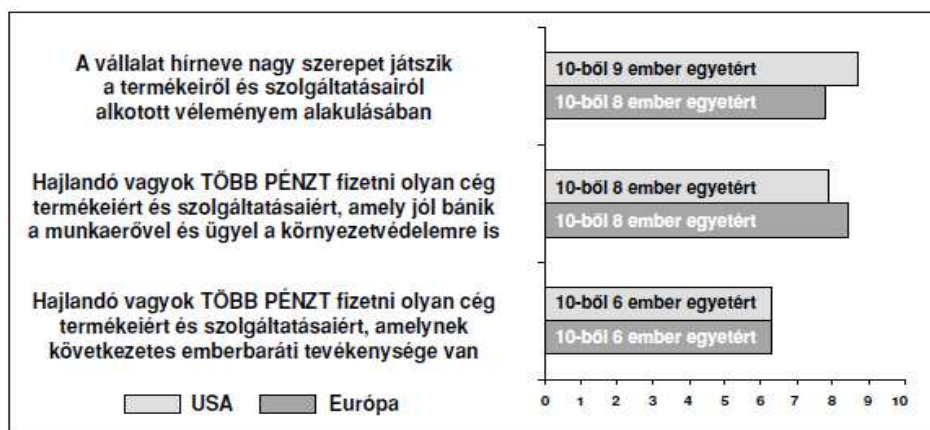 A vállalat hírneve nagy szerepet játszik
a termékeiről és szolgáltatásairól
alkotott véleményem alakulásában
10-ből 9 ember egyetért
10-ből 8 ember egyetért
Hajlandó vagyok TÖBB PÉNZT fizetni olyan cég
termékeiért és szolgáltatásaiért, amely jól bánik
a munkaerővel és ügyel a környezetvédelemre is
10-ből 8 ember egyetért
10-ből 8 ember egyetért
Hajlandó vagyok TÖBB PÉNZT fizetni olyan cég
termékeiért és szolgáltatásaiért, amelynek
következetes emberbaráti tevékenysége van
10-ből 6 ember egyetért
10-ből 6 ember egyetért
USA Európa
0 1 2 3 4 5 6 7 8 9 10